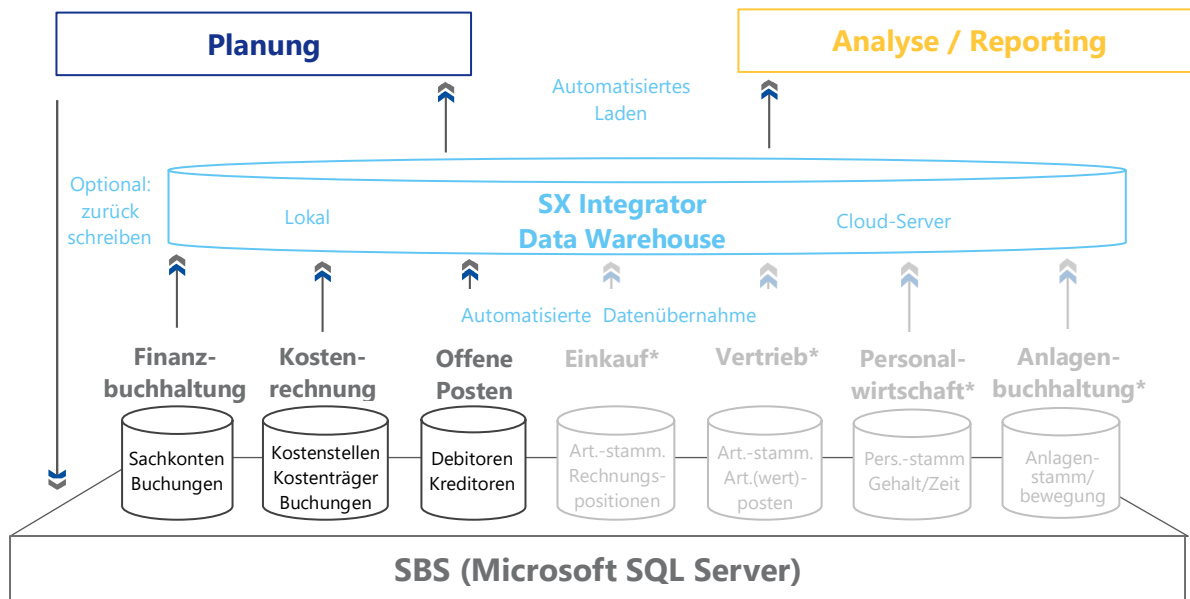 Planung
Analyse / Reporting
Automatisiertes
Laden
Optional:
zurück
schreiben
Lokal
SX Integrator
Data Warehouse
Cloud-Server
Automatisierte Datenübernahme
Finanz-
buchhaltung
Kosten-
rechnung
Offene
Posten
Einkauf*
Vertrieb*
Personal-
wirtschaft*
Anlagen-
buchhaltung*
Sachkonten
Buchungen
Kostenstellen
Kostenträger
Buchungen
Debitoren
Kreditoren
Art.-stamm.
Rechnungs-
positionen
Art.-stamm.
Art.(wert)-
posten
Pers.-stamm
Gehalt/Zeit
Anlagen-
stamm/
bewegung
SBS (Microsoft SQL Server)